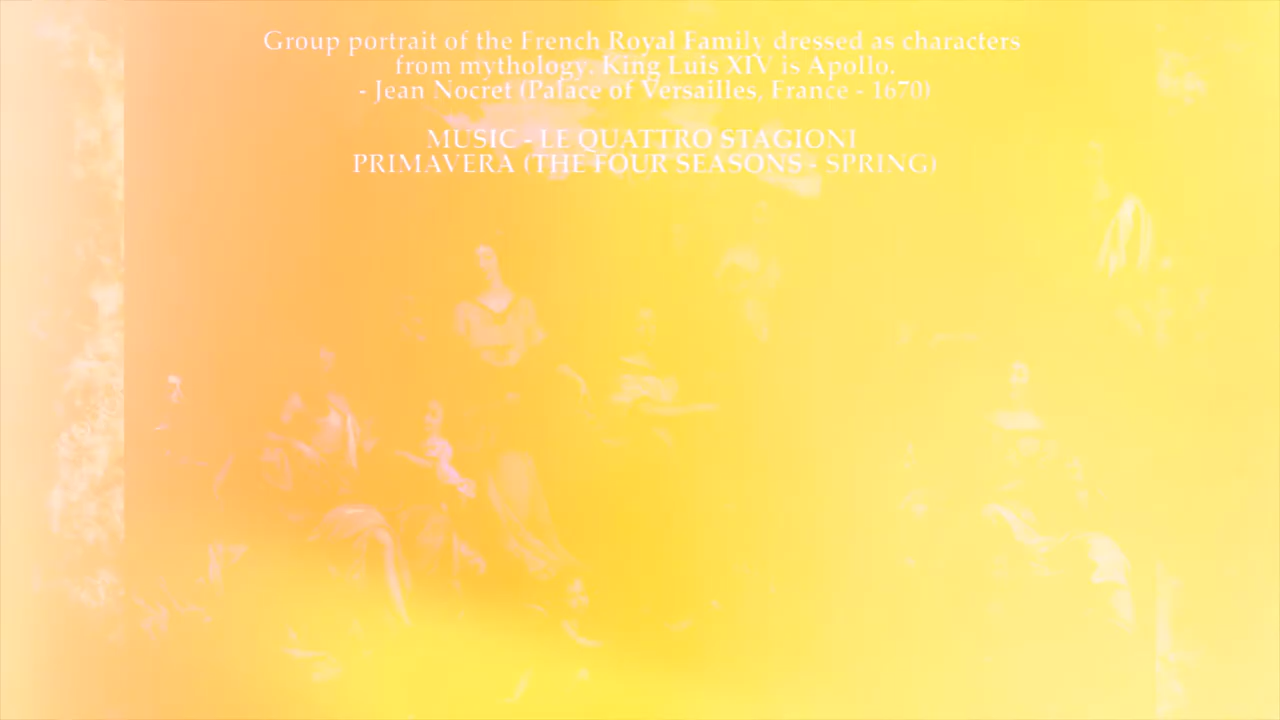 Group portrait of the French Royal Family dressed as characters
from mythology. King Luis XIV is Apollo.
- Jean Nocret (Palace of Versailles, France - 1670)
MUSIC - LE QUATTRO STAGIONI
PRIMAVERA (THE FOUR SEASONS - SPRING)